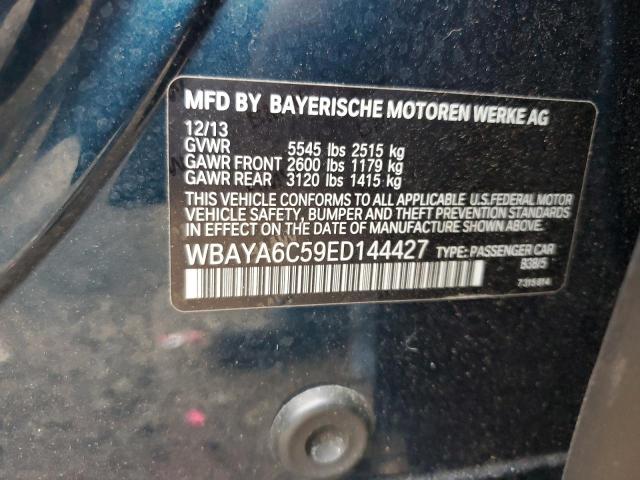 MFD BY BAYERISCHE MOTOREN WERKE AG
12/13
GVWR 5545 lbs 2515 kg
GAWR FRONT 2600 lbs 1179 kg
GAWR REAR 3120 lbs 1415 kg
THIS VEHICLE CONFORMS TO ALL APPLICABLE U.S. FEDERAL MOTOR
VEHICLE SAFETY, BUMPER AND THEFT PREVENTION STANDARDS
IN EFFECT ON THE DATE OF MANUFACTURE SHOWN ABOVE.
WBAYA6C59ED144427 TYPE: PASSENGER CAR
B38/5
7315814